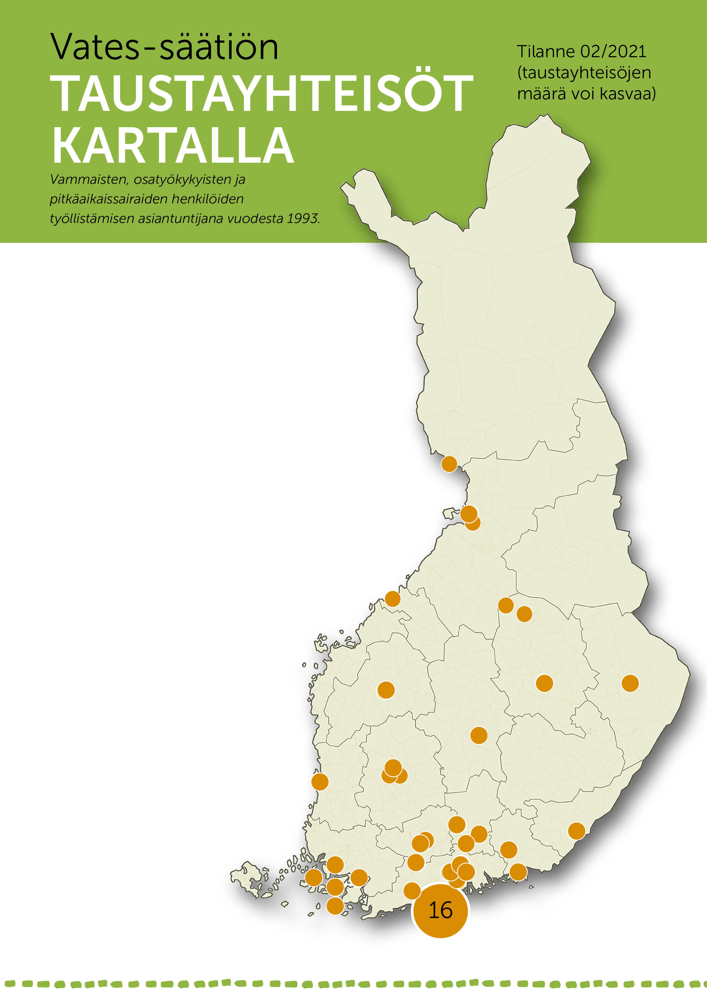 Vates-säätiön
TAUSTAYHTEISÖT
KARTALLA
Vammaisten, osatyökykyisten ja
pitkäaikaissairaiden henkilöiden
työllistämisen asiantuntijana vuodesta 1993.
Tilanne 02/2021
(taustayhteisöjen
määrä voi kasvaa)
16